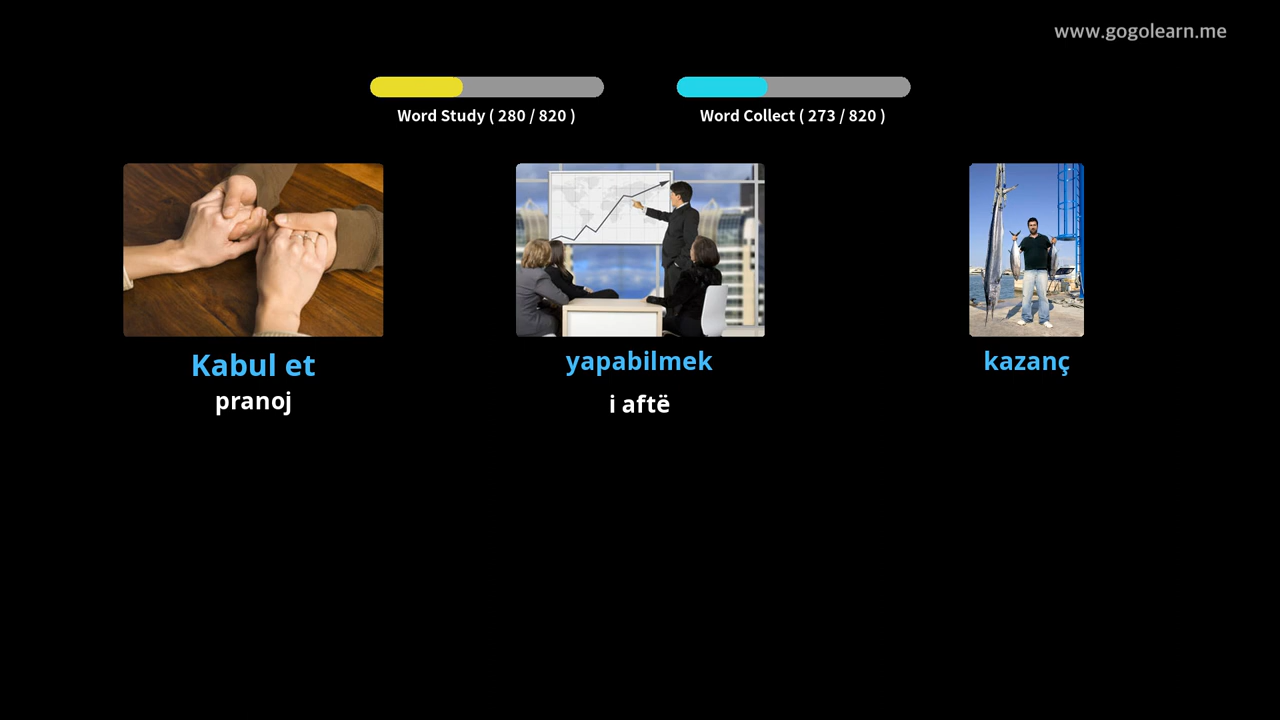 www.gogolearn.me
Word Study ( 280 / 820 )
Word Collect ( 273 / 820 )
Kabul et
pranoj
yapabilmek
i aftë
kazanç